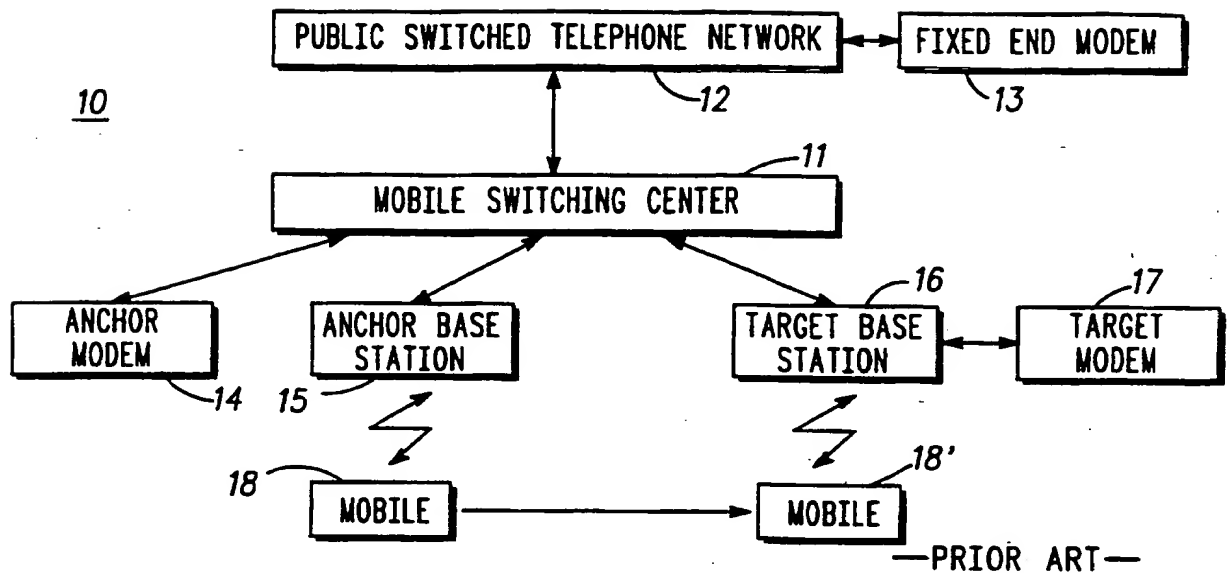 PUBLIC SWITCHED TELEPHONE NETWORK
FIXED END MODEM
12
13
10
11
MOBILE SWITCHING CENTER
16
17
ANCHOR
MODEM
ANCHOR BASE
STATION
TARGET BASE
STATION
TARGET
MODEM
14
15
18
18'
MOBILE
MOBILE
—PRIOR ART—